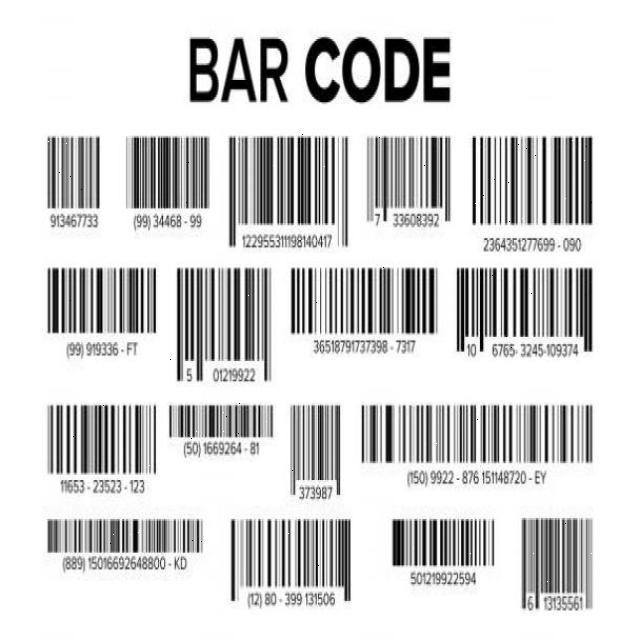 BAR CODE
913467733
(99) 34468 - 99
122955311198140417
7 33608392
2364351277699 - 090
(99) 919336 - FT
5 01219922
36518791737398 - 7317
10 6765- 3245-109374
11653 - 23523 - 123
(50) 1669264 - 81
373987
(150) 9922 - 876 151148720 - EY
(889) 15016692648800 - KD
(12) 80 - 399 131506
501219922594
6 13135561